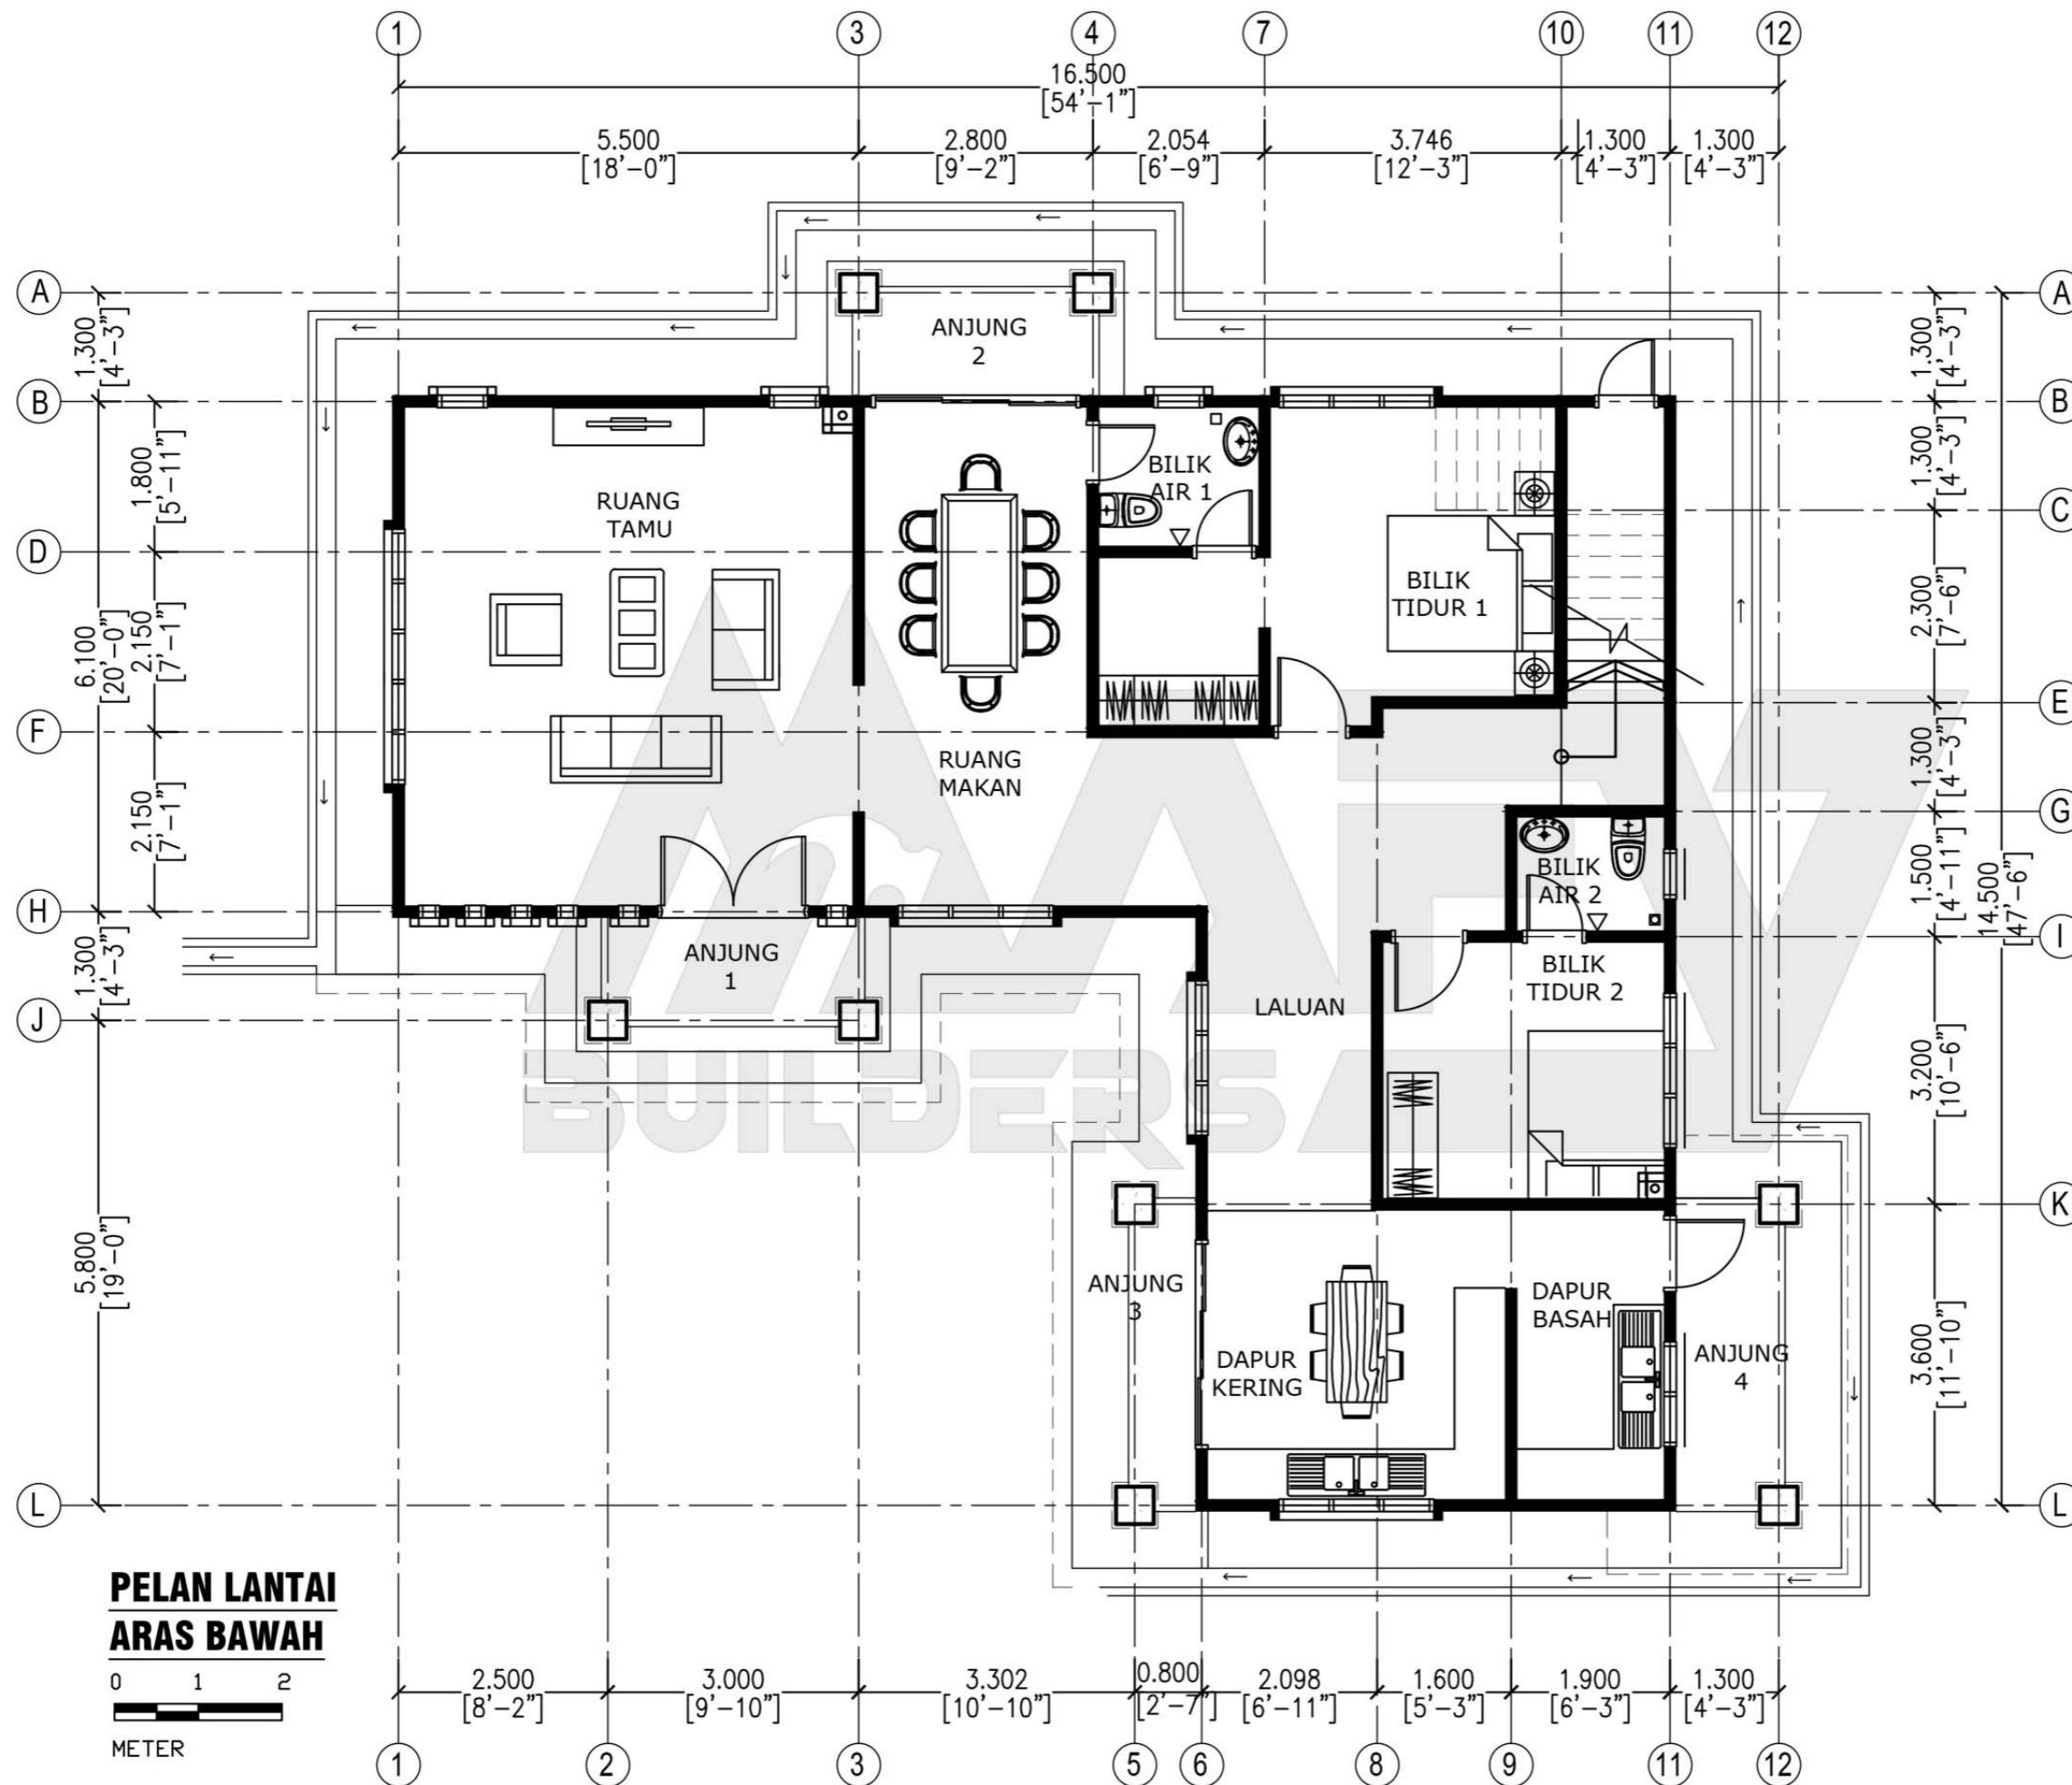 1 3 4 7 10 11 12
16.500
[54'-1"]
5.500 2.800 2.054 3.746 1.300 1.300
[18'-0"] [9'-2"] [6'-9"] [12'-3"] [4'-3"] [4'-3"]
A A
1.300 [4'-3"]
1.300 [4'-3"]
ANJUNG
2
B B
1.800 [5'-11"]
1.300 [4'-3"]
BILIK
AIR 1
RUANG
TAMU
C
D
BILIK
TIDUR 1
2.300 [7'-6"]
6.100 [20'-0"]
2.150 [7'-1"]
E
F
RUANG
MAKAN
1.300 [4'-3"]
2.150 [7'-1"]
G
BILIK
AIR 2
1.500 [4'-11"]
14.500 [47'-6"]
H
I
ANJUNG
1
1.300 [4'-3"]
BILIK
TIDUR 2
LALUAN
J
MAEV
BUILDERS
3.200 [10'-6"]
K
5.800 [19'-0"]
ANJUNG
3
DAPUR
BASAH
DAPUR
KERING
ANJUNG
4
3.600 [11'-10"]
L L
PELAN LANTAI
ARAS BAWAH
0 1 2
METER
2.500 3.000 3.302 0.800 2.098 1.600 1.900 1.300
[8'-2"] [9'-10"] [10'-10"] [2'-7"] [6'-11"] [5'-3"] [6'-3"] [4'-3"]
1 2 3 5 6 8 9 11 12